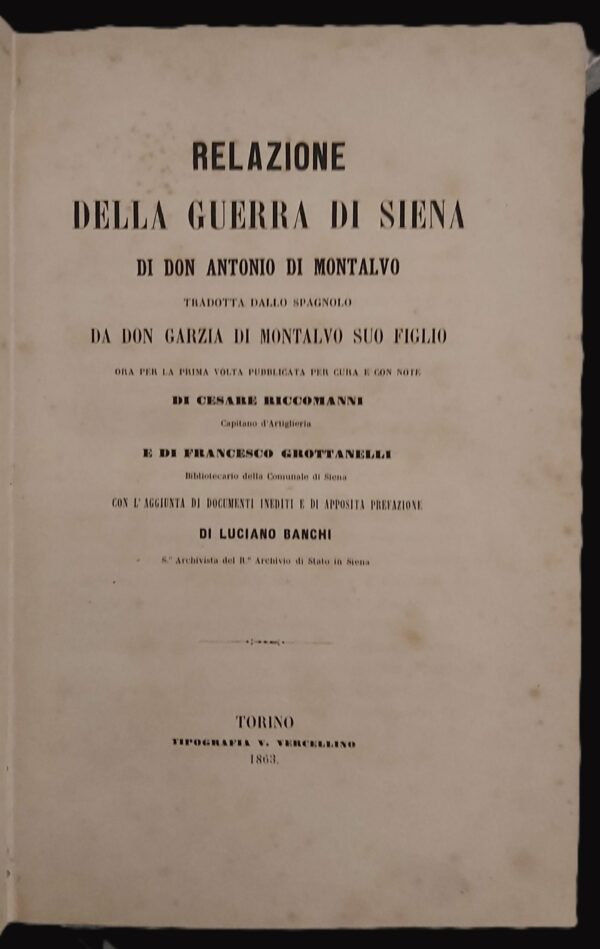 RELAZIONE
DELLA GUERRA DI SIENA
DI DON ANTONIO DI MONTALVO
TRADOTTA DALLO SPAGNOLO
DA DON GARZIA DI MONTALVO SUO FIGLIO
ORA PER LA PRIMA VOLTA PUBBLICATA PER CURA E CON NOTE
DI CESARE RICCOMANNI
Capitano d'Artiglieria
E DI FRANCESCO GROTTANELLI
Bibliotecario della Comunale di Siena
CON L'AGGIUNTA DI DOCUMENTI INEDITI E DI APPOSITA PREFAZIONE
DI LUCIANO BANCHI
S.º Archivista del R.º Archivio di Stato in Siena
TORINO
TIPOGRAFIA V. VERCELLINO
1863.